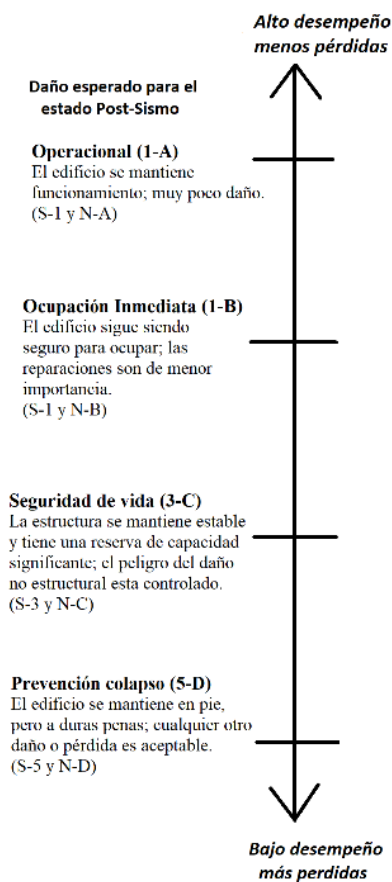 Alto desempeño
menos pérdidas
Daño esperado para el
estado Post-Sismo
Operacional (1-A)
El edificio se mantiene
funcionamiento; muy poco daño.
(S-1 y N-A)
Ocupación Inmediata (1-B)
El edificio sigue siendo
seguro para ocupar; las
reparaciones son de menor
importancia.
(S-1 y N-B)
Seguridad de vida (3-C)
La estructura se mantiene estable
y tiene una reserva de capacidad
significante; el peligro del daño
no estructural esta controlado.
(S-3 y N-C)
Prevención colapso (5-D)
El edificio se mantiene en pie,
pero a duras penas; cualquier otro
daño o pérdida es aceptable.
(S-5 y N-D)
Bajo desempeño
más perdidas